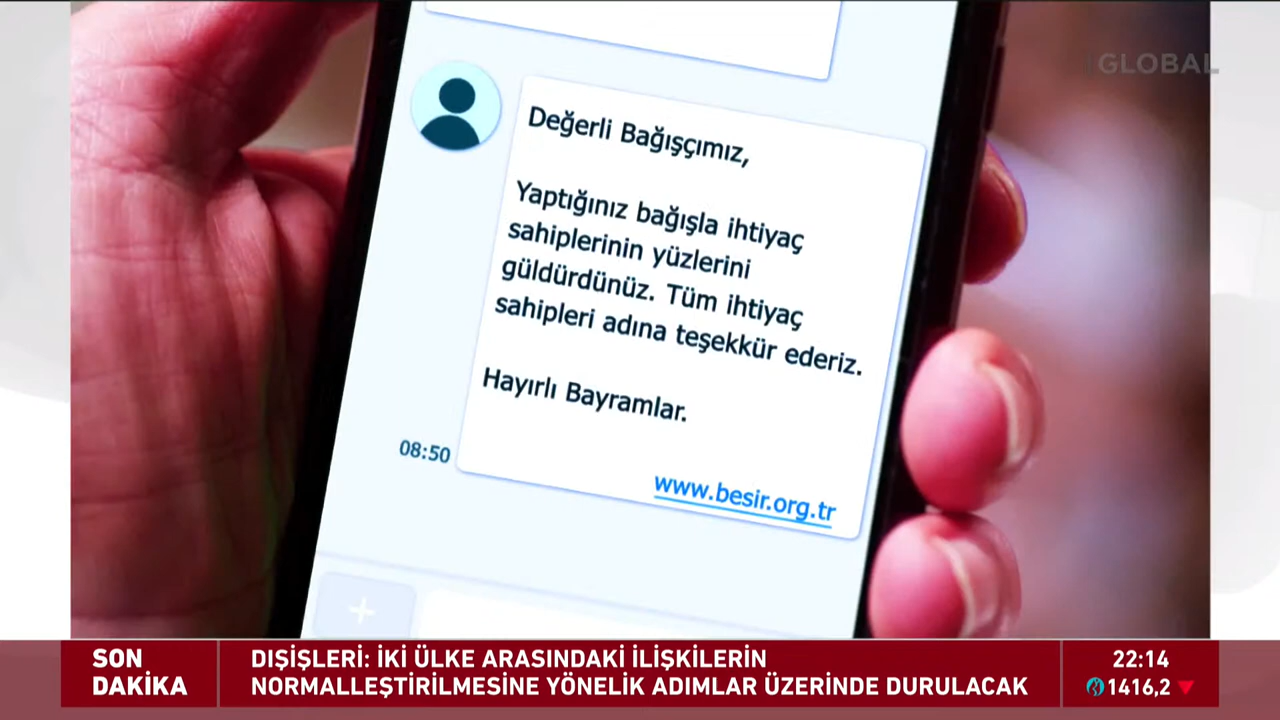 GLOBAL
Değerli Bağışçımız,
Yaptığınız bağışla ihtiyaç
sahiplerinin yüzlerini
güldürdünüz. Tüm ihtiyaç
sahipleri adına teşekkür ederiz.
Hayırlı Bayramlar.
08:50
www.besir.org.tr
+
SON
DAKİKA
DIŞİŞLERİ: İKİ ÜLKE ARASINDAKİ İLİŞKİLERİN
NORMALLEŞTİRİLMESİNE YÖNELİK ADIMLAR ÜZERİNDE DURULACAK
22:14
1416,2